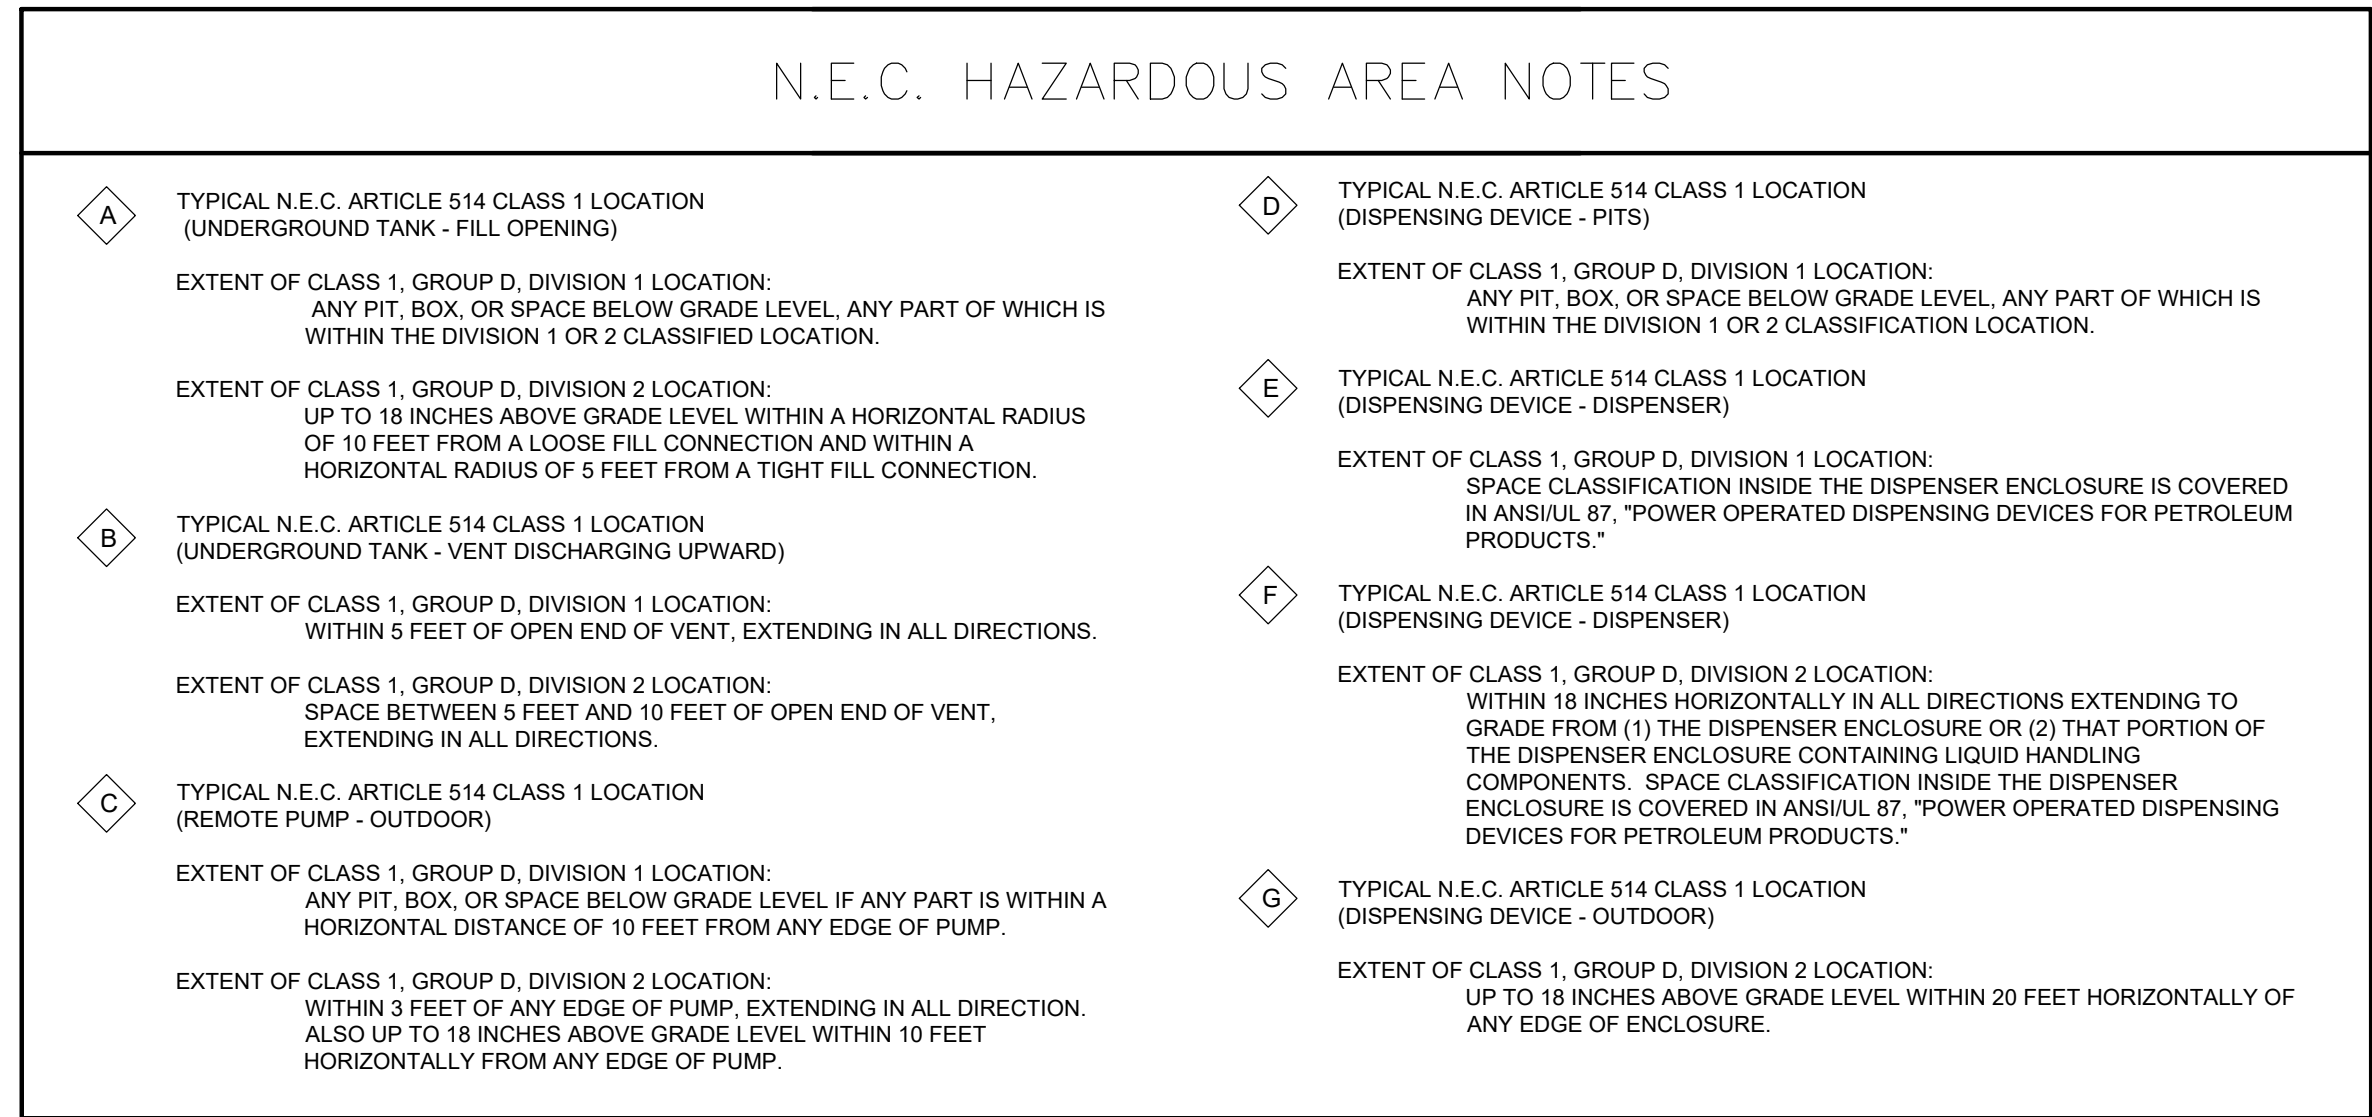 N.E.C. HAZARDOUS AREA NOTES
A
TYPICAL N.E.C. ARTICLE 514 CLASS 1 LOCATION
(UNDERGROUND TANK - FILL OPENING)
EXTENT OF CLASS 1, GROUP D, DIVISION 1 LOCATION:
ANY PIT, BOX, OR SPACE BELOW GRADE LEVEL, ANY PART OF WHICH IS
WITHIN THE DIVISION 1 OR 2 CLASSIFIED LOCATION.
EXTENT OF CLASS 1, GROUP D, DIVISION 2 LOCATION:
UP TO 18 INCHES ABOVE GRADE LEVEL WITHIN A HORIZONTAL RADIUS
OF 10 FEET FROM A LOOSE FILL CONNECTION AND WITHIN A
HORIZONTAL RADIUS OF 5 FEET FROM A TIGHT FILL CONNECTION.
B
TYPICAL N.E.C. ARTICLE 514 CLASS 1 LOCATION
(UNDERGROUND TANK - VENT DISCHARGING UPWARD)
EXTENT OF CLASS 1, GROUP D, DIVISION 1 LOCATION:
WITHIN 5 FEET OF OPEN END OF VENT, EXTENDING IN ALL DIRECTIONS.
EXTENT OF CLASS 1, GROUP D, DIVISION 2 LOCATION:
SPACE BETWEEN 5 FEET AND 10 FEET OF OPEN END OF VENT,
EXTENDING IN ALL DIRECTIONS.
C
TYPICAL N.E.C. ARTICLE 514 CLASS 1 LOCATION
(REMOTE PUMP - OUTDOOR)
EXTENT OF CLASS 1, GROUP D, DIVISION 1 LOCATION:
ANY PIT, BOX, OR SPACE BELOW GRADE LEVEL IF ANY PART IS WITHIN A
HORIZONTAL DISTANCE OF 10 FEET FROM ANY EDGE OF PUMP.
EXTENT OF CLASS 1, GROUP D, DIVISION 2 LOCATION:
WITHIN 3 FEET OF ANY EDGE OF PUMP, EXTENDING IN ALL DIRECTION.
ALSO UP TO 18 INCHES ABOVE GRADE LEVEL WITHIN 10 FEET
HORIZONTALLY FROM ANY EDGE OF PUMP.
D
TYPICAL N.E.C. ARTICLE 514 CLASS 1 LOCATION
(DISPENSING DEVICE - PITS)
EXTENT OF CLASS 1, GROUP D, DIVISION 1 LOCATION:
ANY PIT, BOX, OR SPACE BELOW GRADE LEVEL, ANY PART OF WHICH IS
WITHIN THE DIVISION 1 OR 2 CLASSIFICATION LOCATION.
E
TYPICAL N.E.C. ARTICLE 514 CLASS 1 LOCATION
(DISPENSING DEVICE - DISPENSER)
EXTENT OF CLASS 1, GROUP D, DIVISION 1 LOCATION:
SPACE CLASSIFICATION INSIDE THE DISPENSER ENCLOSURE IS COVERED
IN ANSI/UL 87, "POWER OPERATED DISPENSING DEVICES FOR PETROLEUM
PRODUCTS."
F
TYPICAL N.E.C. ARTICLE 514 CLASS 1 LOCATION
(DISPENSING DEVICE - DISPENSER)
EXTENT OF CLASS 1, GROUP D, DIVISION 2 LOCATION:
WITHIN 18 INCHES HORIZONTALLY IN ALL DIRECTIONS EXTENDING TO
GRADE FROM (1) THE DISPENSER ENCLOSURE OR (2) THAT PORTION OF
THE DISPENSER ENCLOSURE CONTAINING LIQUID HANDLING
COMPONENTS.  SPACE CLASSIFICATION INSIDE THE DISPENSER
ENCLOSURE IS COVERED IN ANSI/UL 87, "POWER OPERATED DISPENSING
DEVICES FOR PETROLEUM PRODUCTS."
G
TYPICAL N.E.C. ARTICLE 514 CLASS 1 LOCATION
(DISPENSING DEVICE - OUTDOOR)
EXTENT OF CLASS 1, GROUP D, DIVISION 2 LOCATION:
UP TO 18 INCHES ABOVE GRADE LEVEL WITHIN 20 FEET HORIZONTALLY OF
ANY EDGE OF ENCLOSURE.